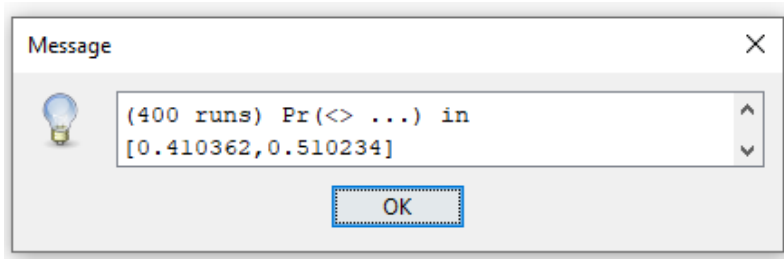 Message
(400 runs) Pr(<> ...) in
[0.410362,0.510234]
OK